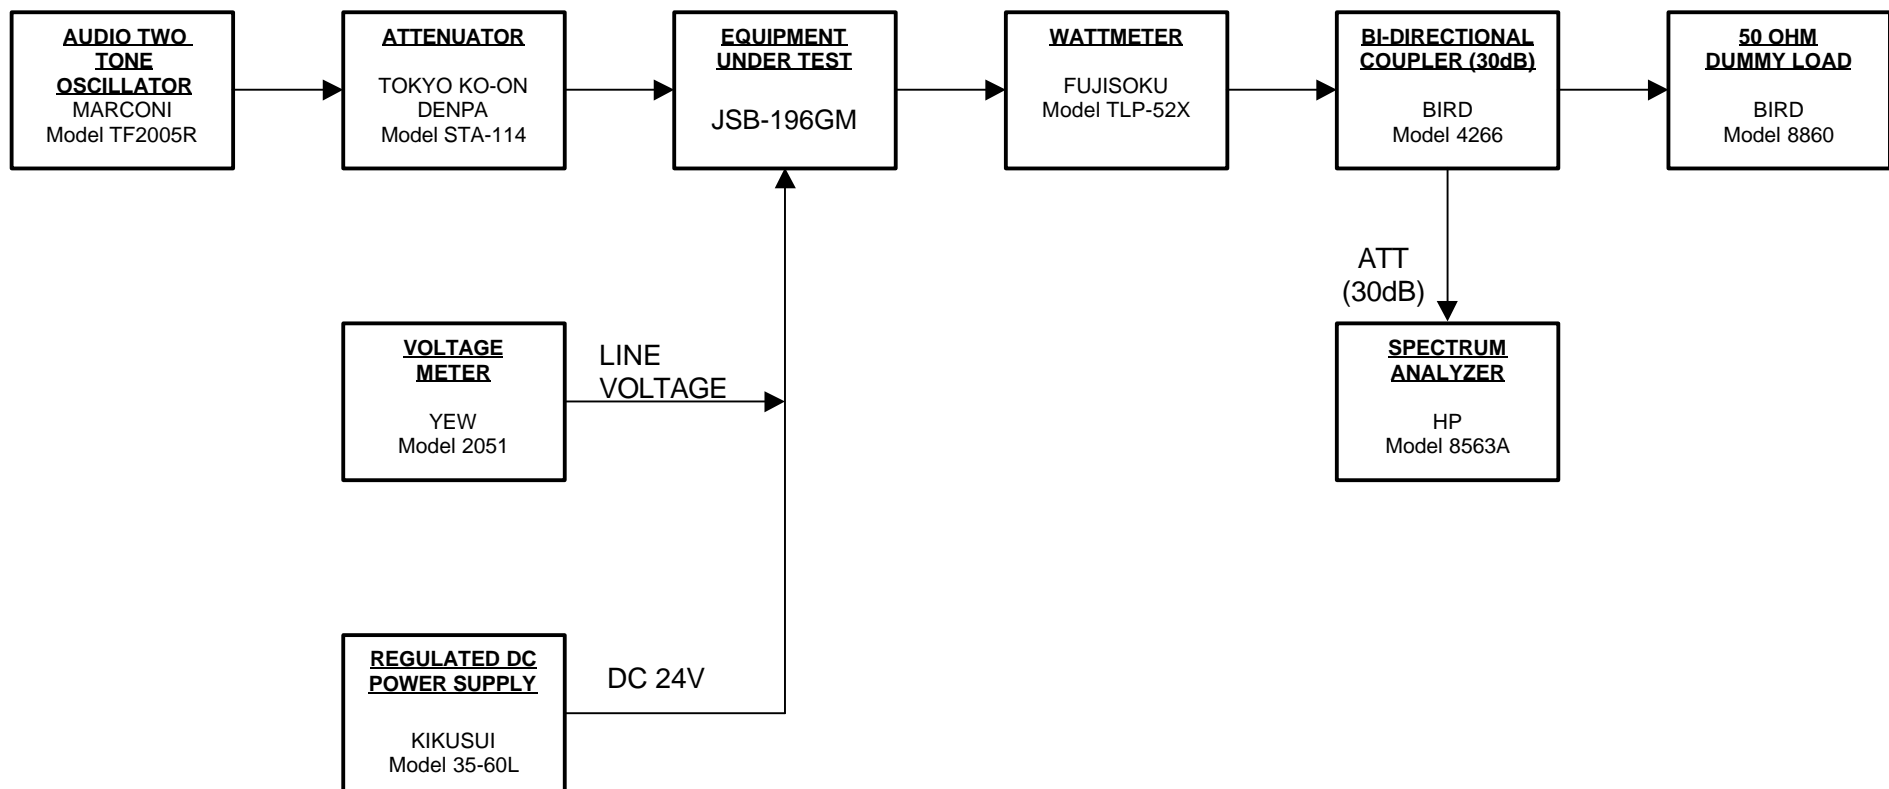 AUDIO TWO
TONE
OSCILLATOR
MARCONI
Model TF2005R
ATTENUATOR
TOKYO KO-ON
DENPA
Model STA-114
EQUIPMENT
UNDER TEST
JSB-196GM
WATTMETER
FUJISOKU
Model TLP-52X
BI-DIRECTIONAL
COUPLER (30dB)
BIRD
Model 4266
50 OHM
DUMMY LOAD
BIRD
Model 8860
ATT
(30dB)
VOLTAGE
METER
YEW
Model 2051
LINE
VOLTAGE
SPECTRUM
ANALYZER
HP
Model 8563A
REGULATED DC
POWER SUPPLY
KIKUSUI
Model 35-60L
DC 24V